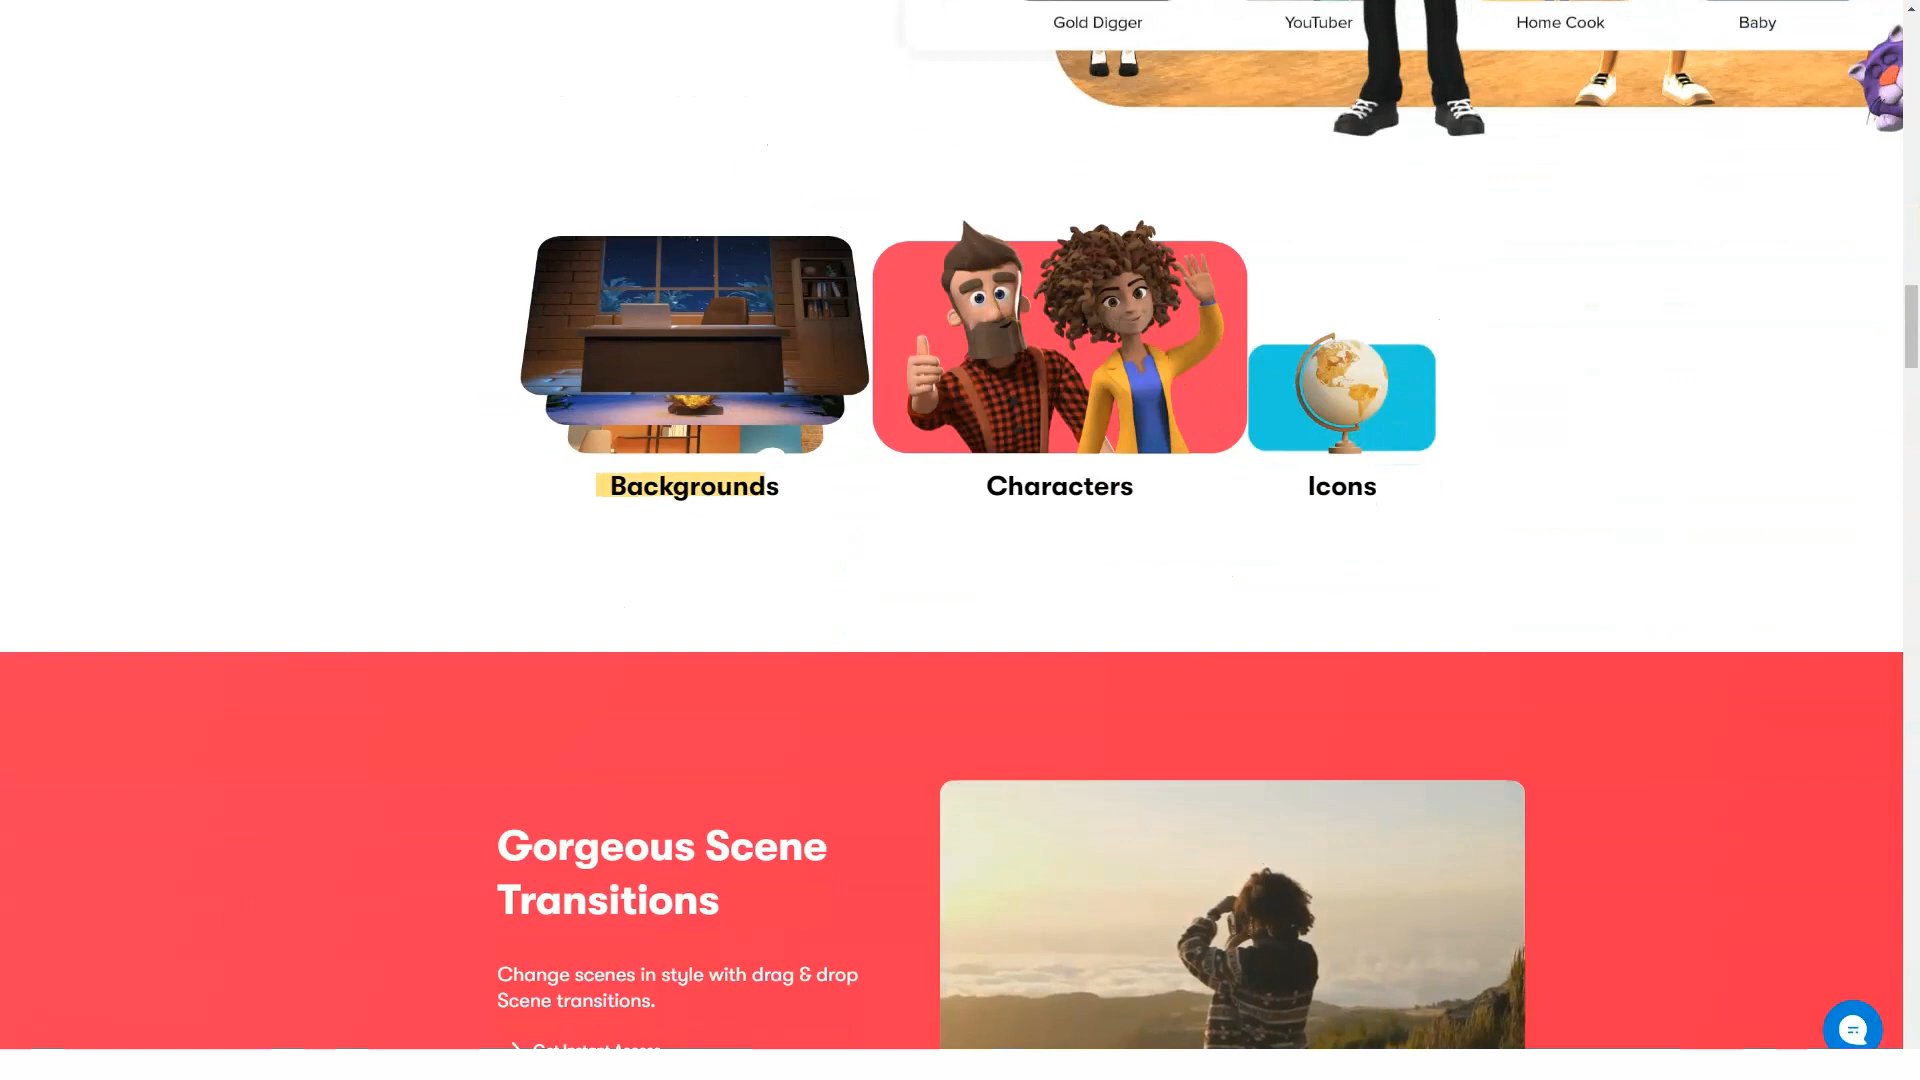 Gold Digger
YouTuber
Home Cook
Baby
Backgrounds
Characters
Icons
Gorgeous Scene
Transitions
Change scenes in style with drag & drop
Scene transitions.